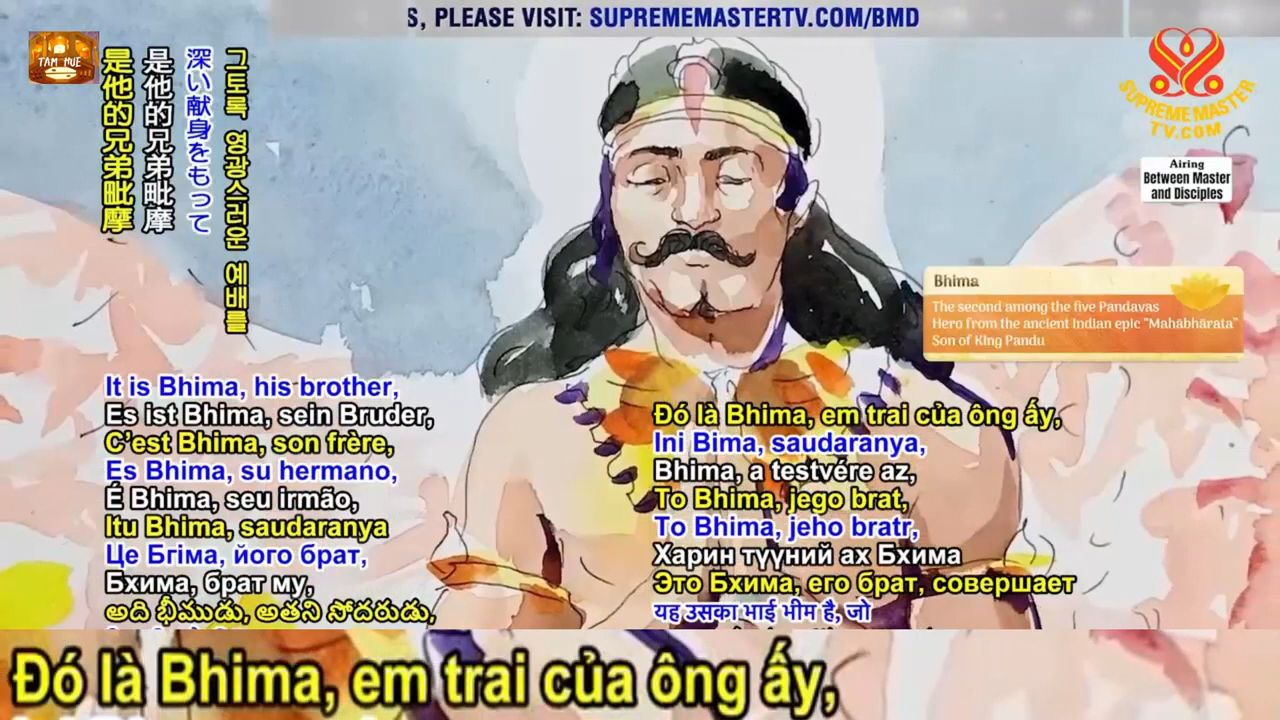 S, PLEASE VISIT: SUPREMEMASTERTV.COM/BMD
TAM HUE
SUPREME MASTER
TV.COM
Airing
Between Master
and Disciples
是他的兄弟毗摩
是他的兄弟毗摩
深い献身をもって
그토록 영광스러운 예배를
Bhima
The second among the five Pandavas
Hero from the ancient Indian epic "Mahābhārata"
Son of King Pandu
It is Bhima, his brother,
Es ist Bhima, sein Bruder,
C'est Bhima, son frère,
Es Bhima, su hermano,
É Bhima, seu irmão,
Itu Bhima, saudaranya
Це Бгіма, його брат,
Бхима, брат му,
అది భీముడు, అతని సోదరుడు,
Đó là Bhima, em trai của ông ấy,
Ini Bima, saudaranya,
Bhima, a testvére az,
To Bhima, jego brat,
To Bhima, jeho bratr,
Харин түүний ах Бхима
Это Бхима, его брат, совершает
यह उसका भाई भीम है, जो
Đó là Bhima, em trai của ông ấy,